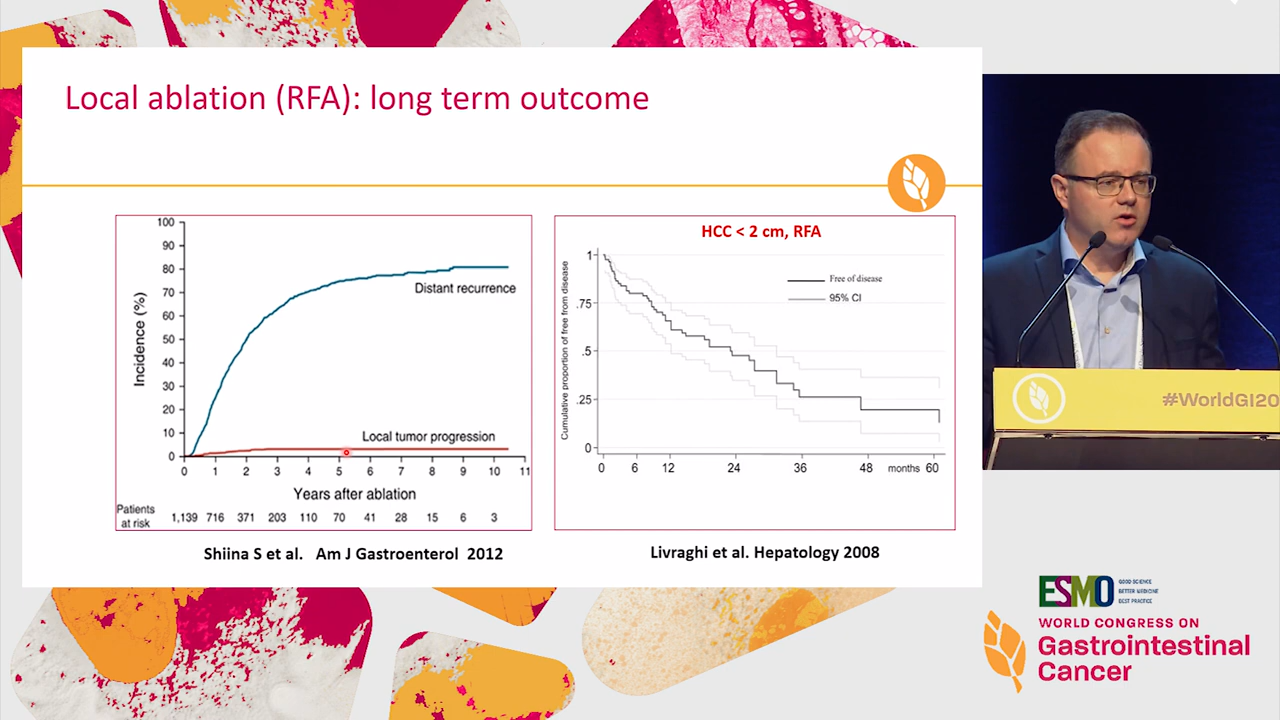 Local ablation (RFA): long term outcome
100
90
80
70
60
50
40
30
20
10
0
Incidence (%)
Distant recurrence
Local tumor progression
0 1 2 3 4 5 6 7 8 9 10 11
Years after ablation
Patients
at risk
1,139 716 371 203 110 70 41 28 15 6 3
Shiina S et al. Am J Gastroenterol 2012
HCC < 2 cm, RFA
Cumulative proportion of free from disease
1
.75
.5
.25
0
Free of disease
95% CI
0 6 12 24 36 48 months 60
Livraghi et al. Hepatology 2008
#WorldGI20
ESMO
GOOD SCIENCE
BETTER MEDICINE
BEST PRACTICE
WORLD CONGRESS ON
Gastrointestinal
Cancer